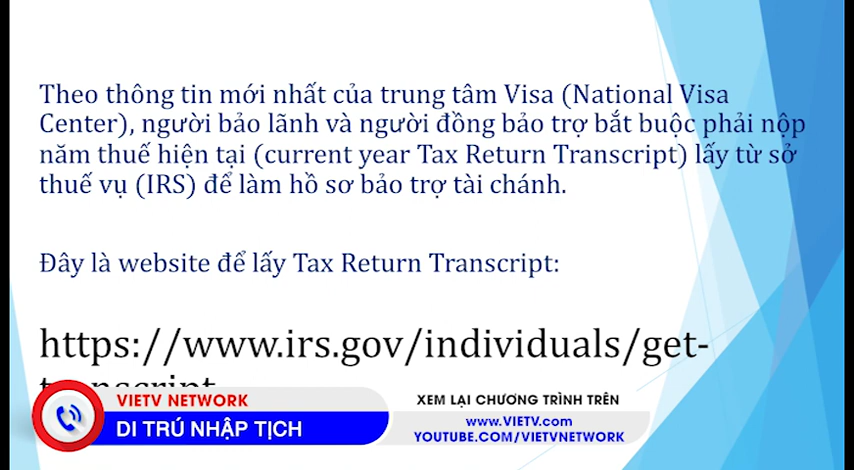 Theo thông tin mới nhất của trung tâm Visa (National Visa
Center), người bảo lãnh và người đồng bảo trợ bắt buộc phải nộp
năm thuế hiện tại (current year Tax Return Transcript) lấy từ sở
thuế vụ (IRS) để làm hồ sơ bảo trợ tài chánh.
Đây là website để lấy Tax Return Transcript:
https://www.irs.gov/individuals/get-
transcript
VIETV NETWORK
DI TRÚ NHẬP TỊCH
XEM LẠI CHƯƠNG TRÌNH TRÊN
www.VIETV.com
YOUTUBE.COM/VIETVNETWORK